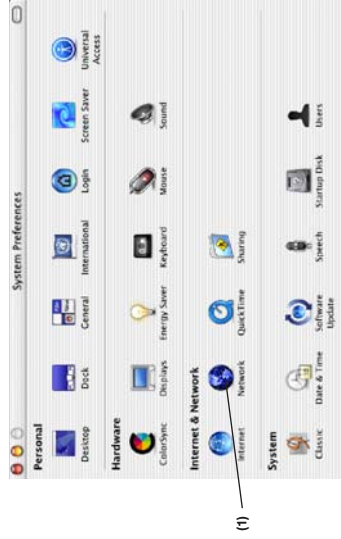 System Preferences
Personal
Desktop Dock General International Login Screen Saver Universal
Access
Hardware
ColorSync Displays Energy Saver Keyboard Mouse Sound
Internet & Network
Internet Network QuickTime Sharing
System
Classic Date & Time Software Speech Startup Disk Users
Update
(1)